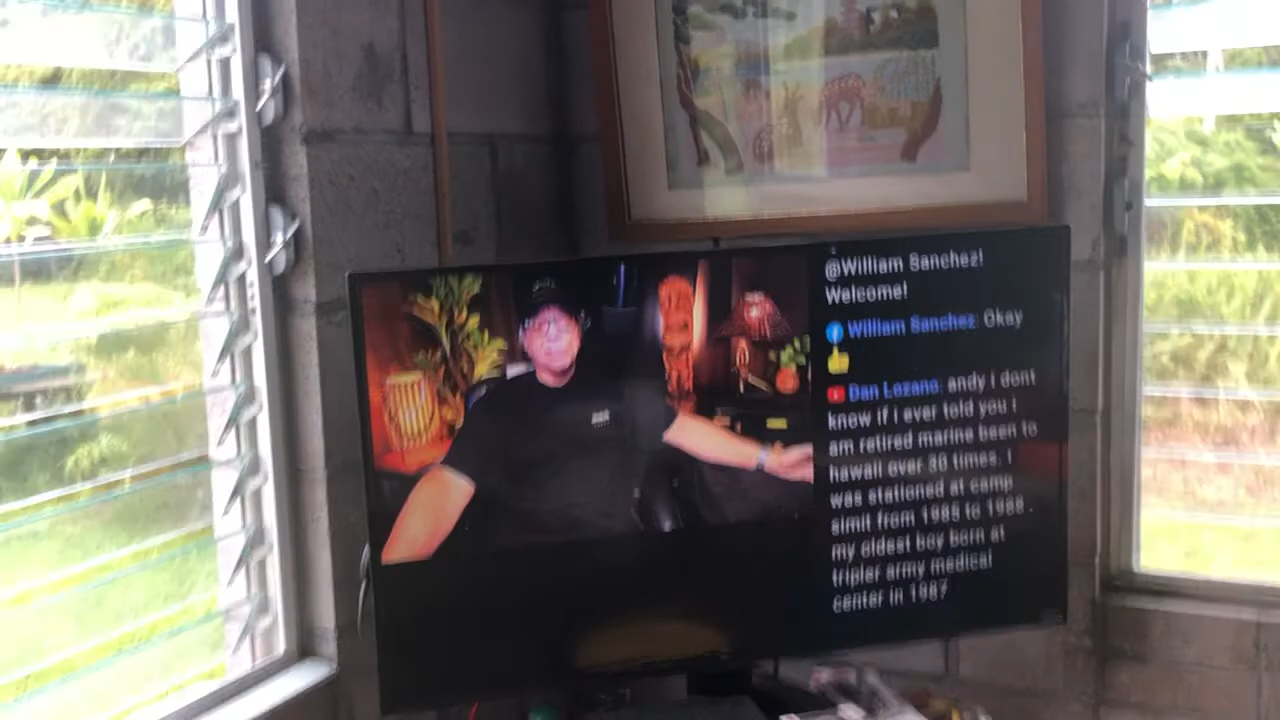 @William Sanchez!
Welcome!
William Sanchez: Okay
Dan Lozano: andy i dont
know if i ever told you i
am retired marine been to
hawaii over 30 times. i
was stationed at camp
simit from 1985 to 1988 -
my oldest boy born at
tripler army medical
center in 1987